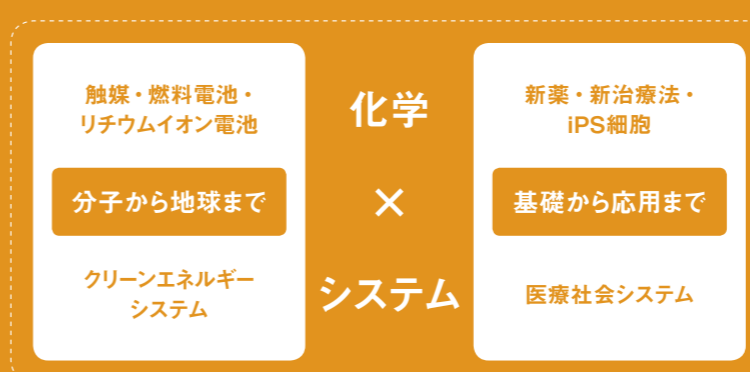 触媒・燃料電池・
リチウムイオン電池
分子から地球まで
クリーンエネルギー
システム
化学
×
システム
新薬・新治療法・
iPS細胞
基礎から応用まで
医療社会システム